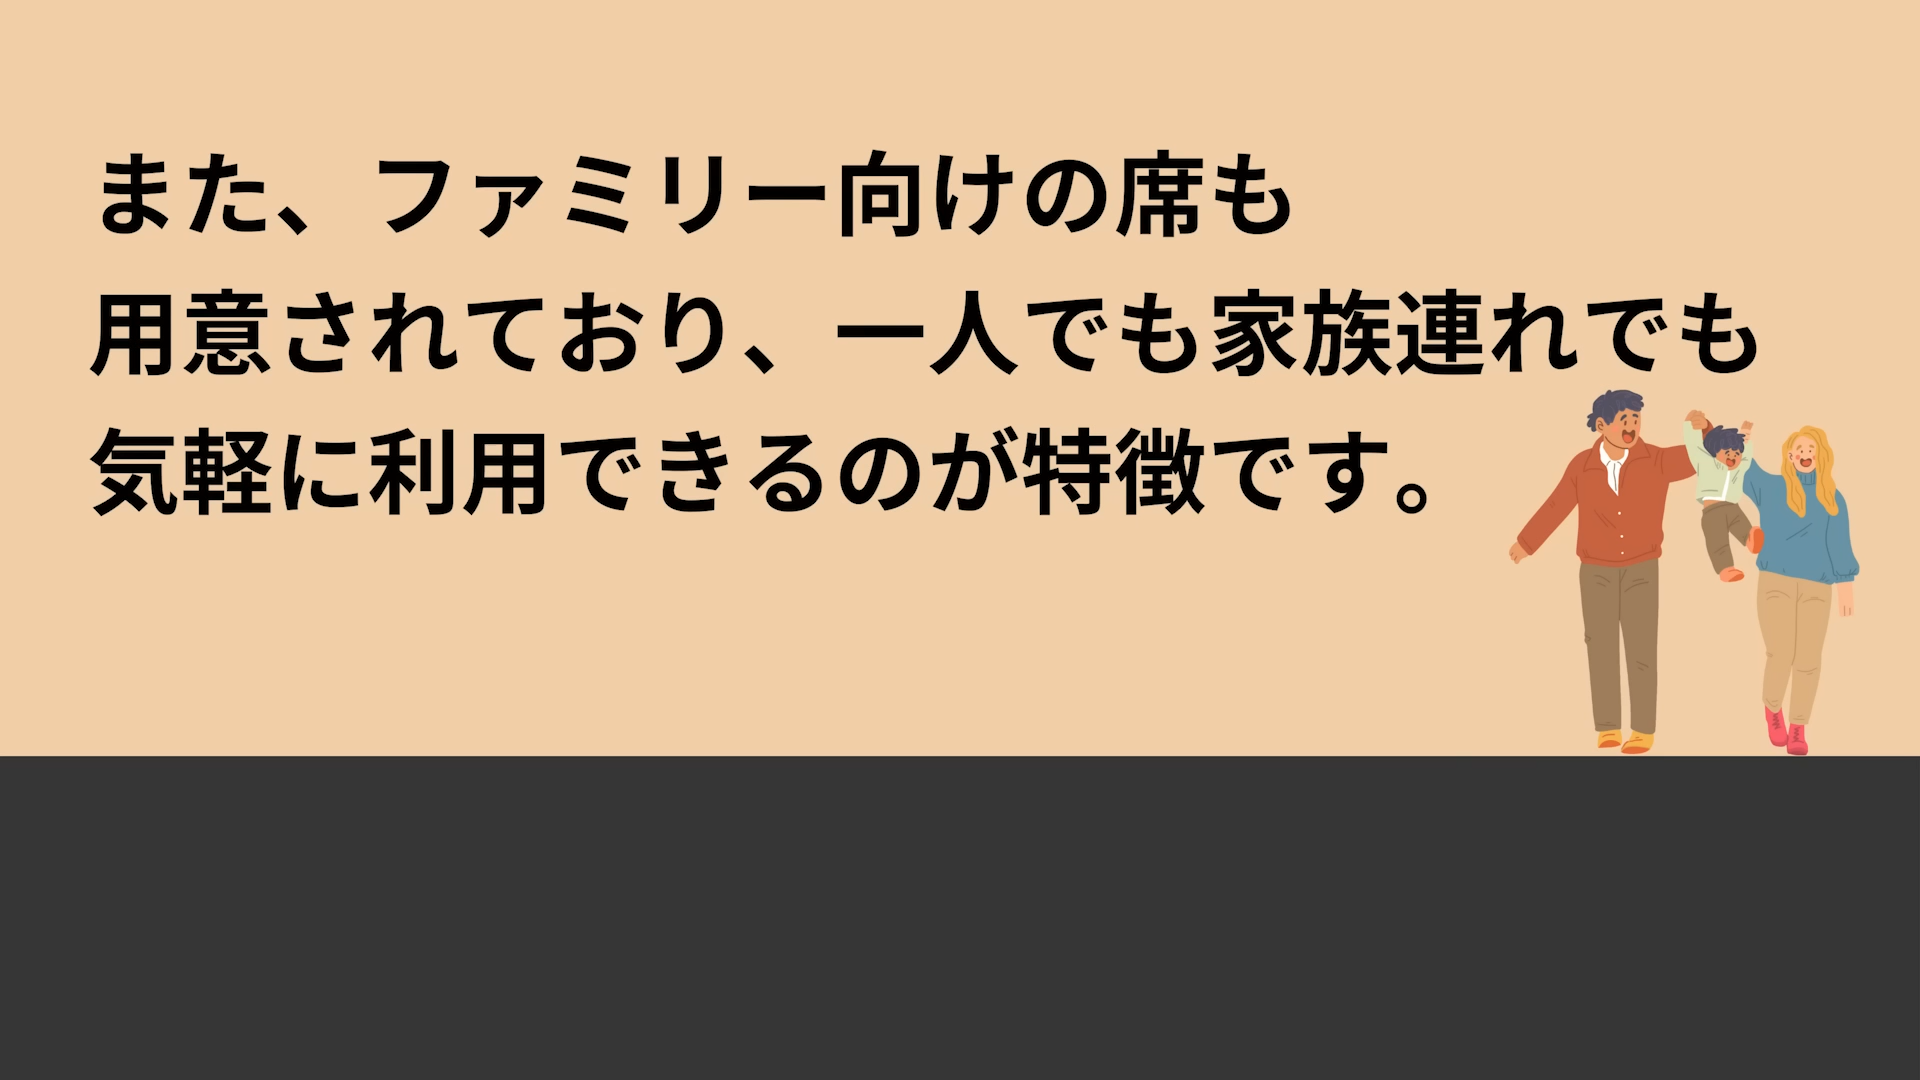 また、ファミリー向けの席も
用意されており、一人でも家族連れでも
気軽に利用できるのが特徴です。